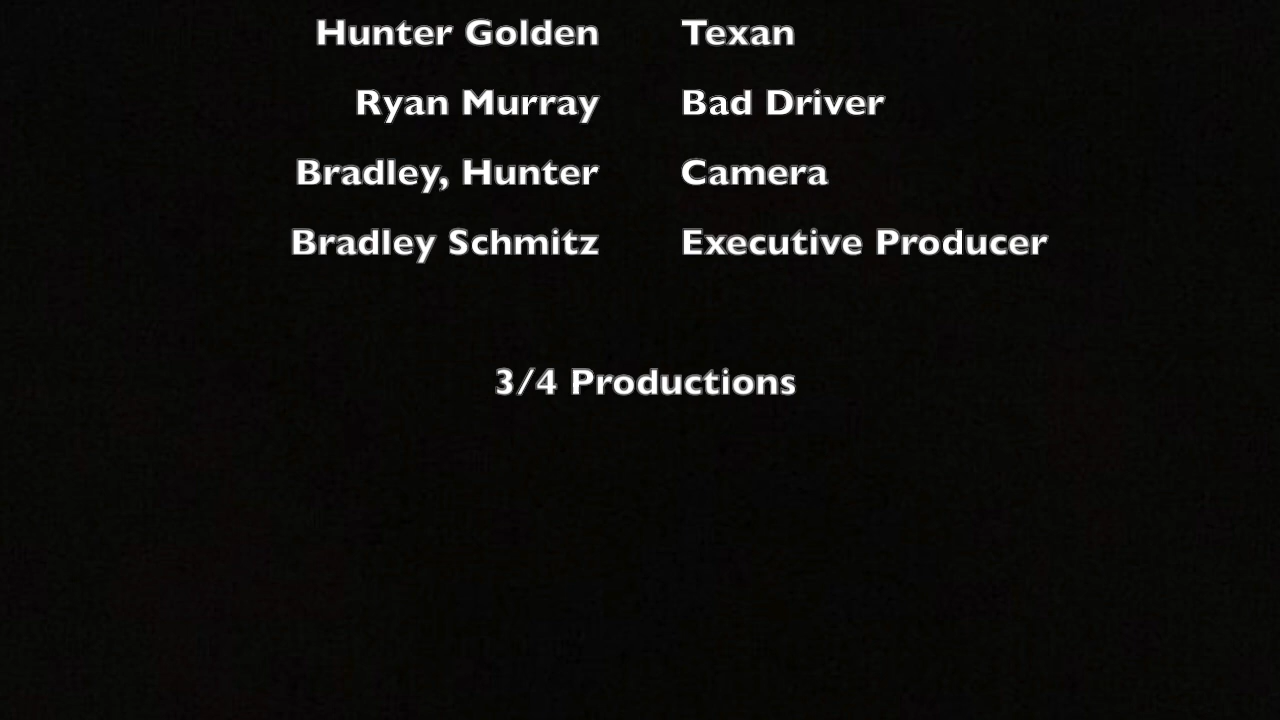 Hunter Golden Texan
Ryan Murray Bad Driver
Bradley, Hunter Camera
Bradley Schmitz Executive Producer
3/4 Productions